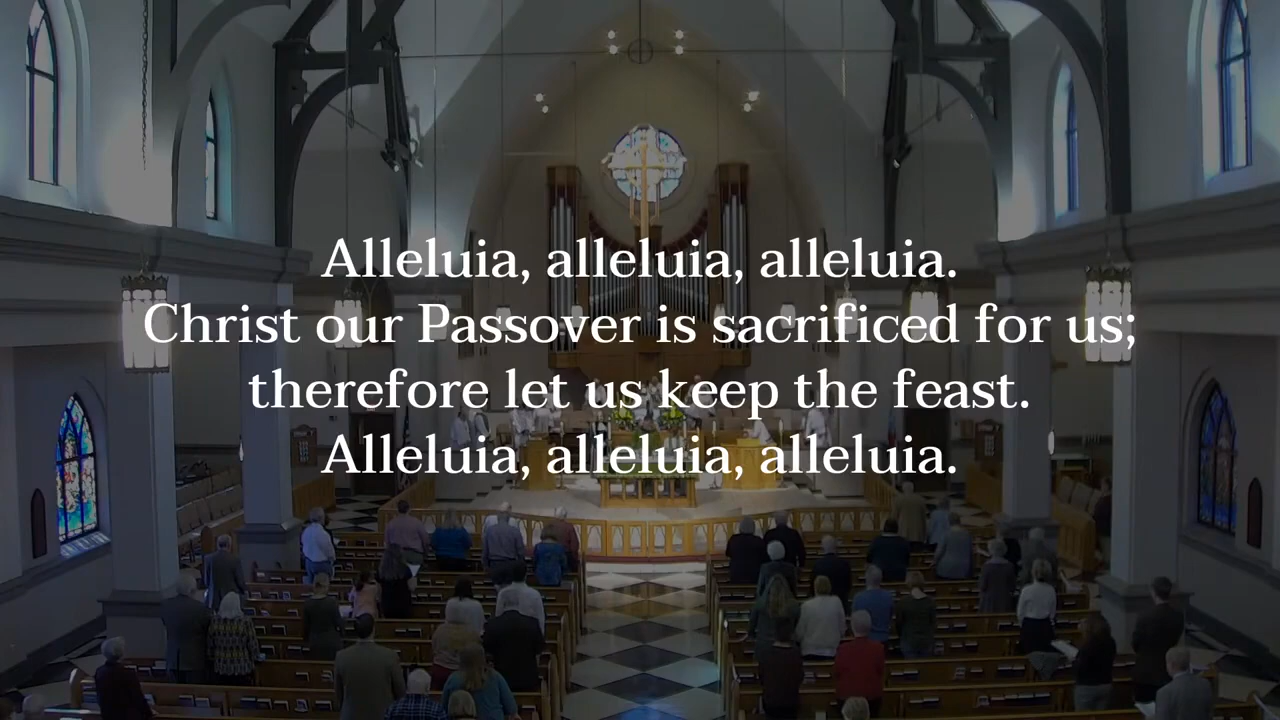 Alleluia, alleluia, alleluia.
Christ our Passover is sacrificed for us;
therefore let us keep the feast.
Alleluia, alleluia, alleluia.